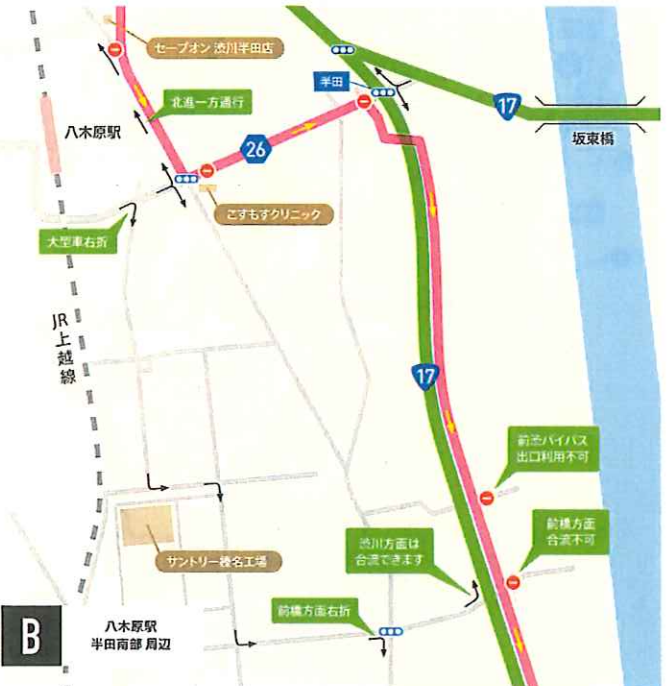 セーブオン 渋川半田店
半田
17
坂東橋
北進一方通行
八木原駅
26
こすもすクリニック
大型車右折
JR上越線
17
前渋バイパス
出口利用不可
前橋方面
合流不可
渋川方面は
合流できます
サントリー榛名工場
前橋方面右折
B
八木原駅
半田南部 周辺